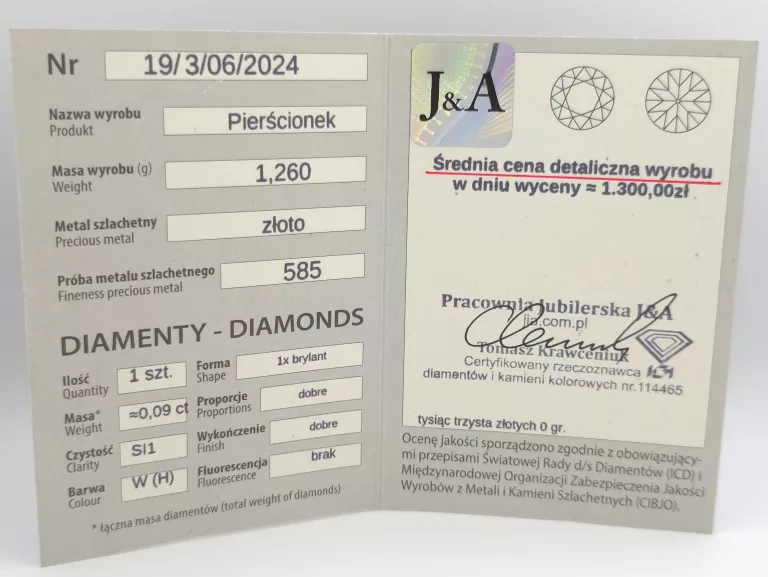 Nr 19/3/06/2024
Nazwa wyrobu Pierścionek
Produkt
Masa wyrobu (g) 1,260
Weight
Metal szlachetny złoto
Precious metal
Próba metalu szlachetnego 585
Fineness precious metal
DIAMENTY - DIAMONDS
Ilość 1 szt.
Quantity
Forma 1x brylant
Shape
Masa* ≈0,09 ct
Weight
Proporcje dobre
Proportions
Czystość SI1
Clarity
Wykończenie dobre
Finish
Barwa W (H)
Colour
Fluorescencja brak
Fluorescence
* łączna masa diamentów (total weight of diamonds)
J&A
Średnia cena detaliczna wyrobu
w dniu wyceny ≈ 1.300,00zł
Pracownia Jubilerska J&A
jja.com.pl
Tomasz Krawceniuk
Certyfikowany rzeczoznawca
diamentów i kamieni kolorowych nr.114465
tysiąc trzysta złotych 0 gr.
Ocenę jakości sporządzono zgodnie z obowiązujący-
mi przepisami Światowej Rady d/s Diamentów (ICD) i
Międzynarodowej Organizacji Zabezpieczenia Jakości
Wyrobów z Metali i Kamieni Szlachetnych (CIBJO).